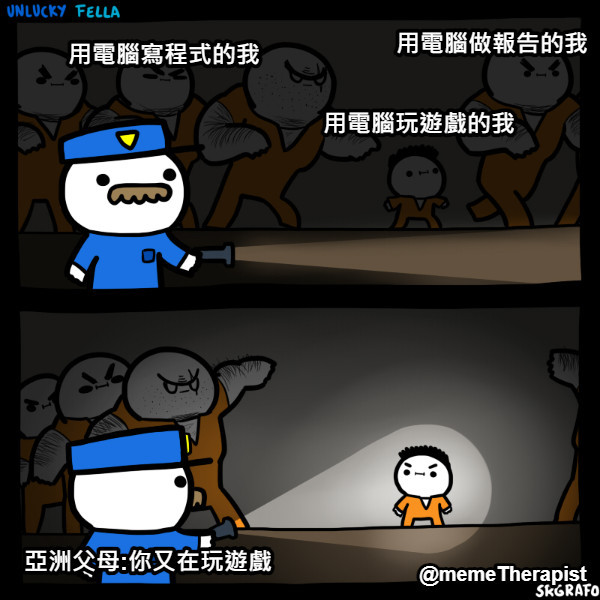 UNLUCKY FELLA
用電腦寫程式的我
用電腦做報告的我
用電腦玩遊戲的我
亞洲父母:你又在玩遊戲
@memeTherapist
SKGRAFO